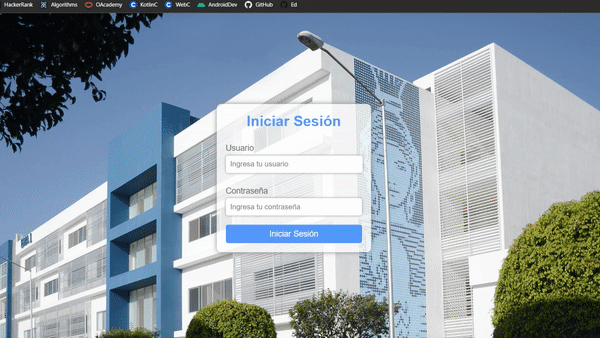 HackerRank Algorithms OAcademy KotlinC WebC AndroidDev GitHub Ed
Iniciar Sesión
Usuario
Ingresa tu usuario
Contraseña
Ingresa tu contraseña
Iniciar Sesión